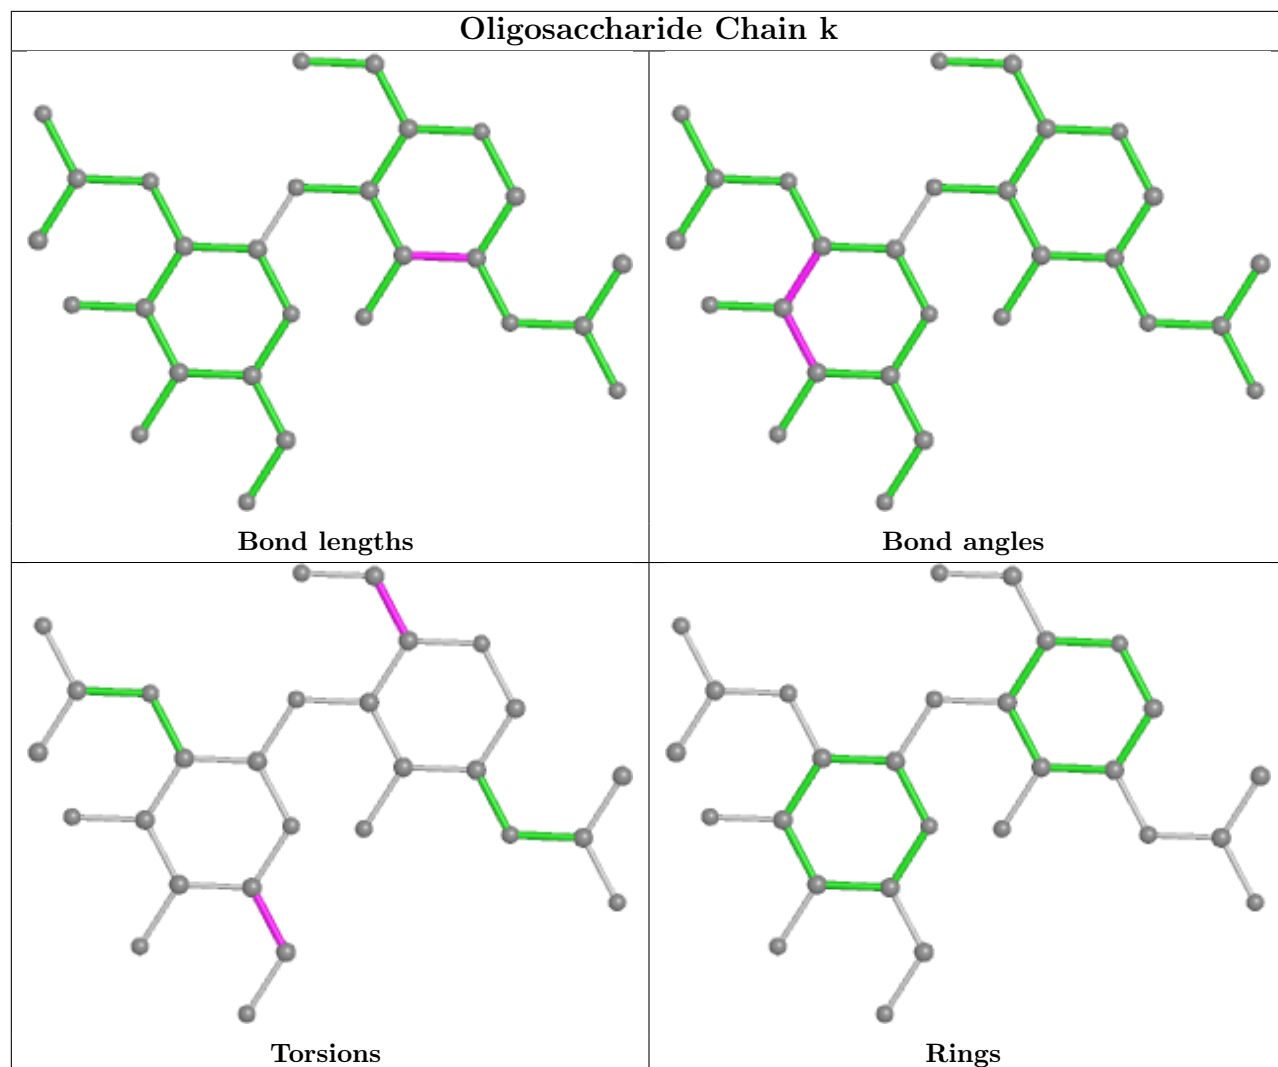 Oligosaccharide Chain k
Bond lengths
Bond angles
Torsions
Rings